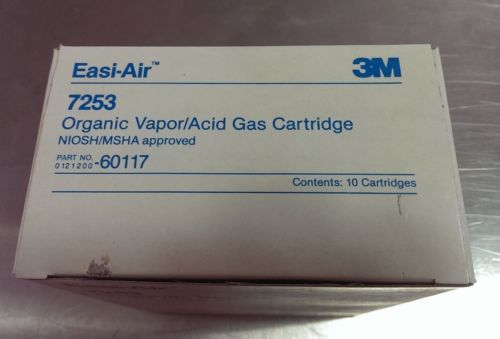 Easi-Air™ 3M
7253
Organic Vapor/Acid Gas Cartridge
NIOSH/MSHA approved
PART NO.
0121200-60117
Contents: 10 Cartridges